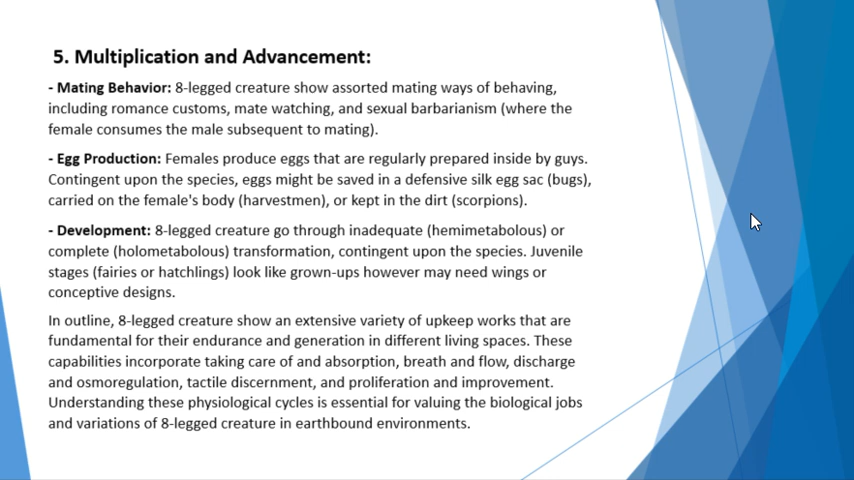 5. Multiplication and Advancement:
- Mating Behavior: 8-legged creature show assorted mating ways of behaving,
including romance customs, mate watching, and sexual barbarianism (where the
female consumes the male subsequent to mating).
- Egg Production: Females produce eggs that are regularly prepared inside by guys.
Contingent upon the species, eggs might be saved in a defensive silk egg sac (bugs),
carried on the female's body (harvestmen), or kept in the dirt (scorpions).
- Development: 8-legged creature go through inadequate (hemimetabolous) or
complete (holometabolous) transformation, contingent upon the species. Juvenile
stages (fairies or hatchlings) look like grown-ups however may need wings or
conceptive designs.
In outline, 8-legged creature show an extensive variety of upkeep works that are
fundamental for their endurance and generation in different living spaces. These
capabilities incorporate taking care of and absorption, breath and flow, discharge
and osmoregulation, tactile discernment, and proliferation and improvement.
Understanding these physiological cycles is essential for valuing the biological jobs
and variations of 8-legged creature in earthbound environments.